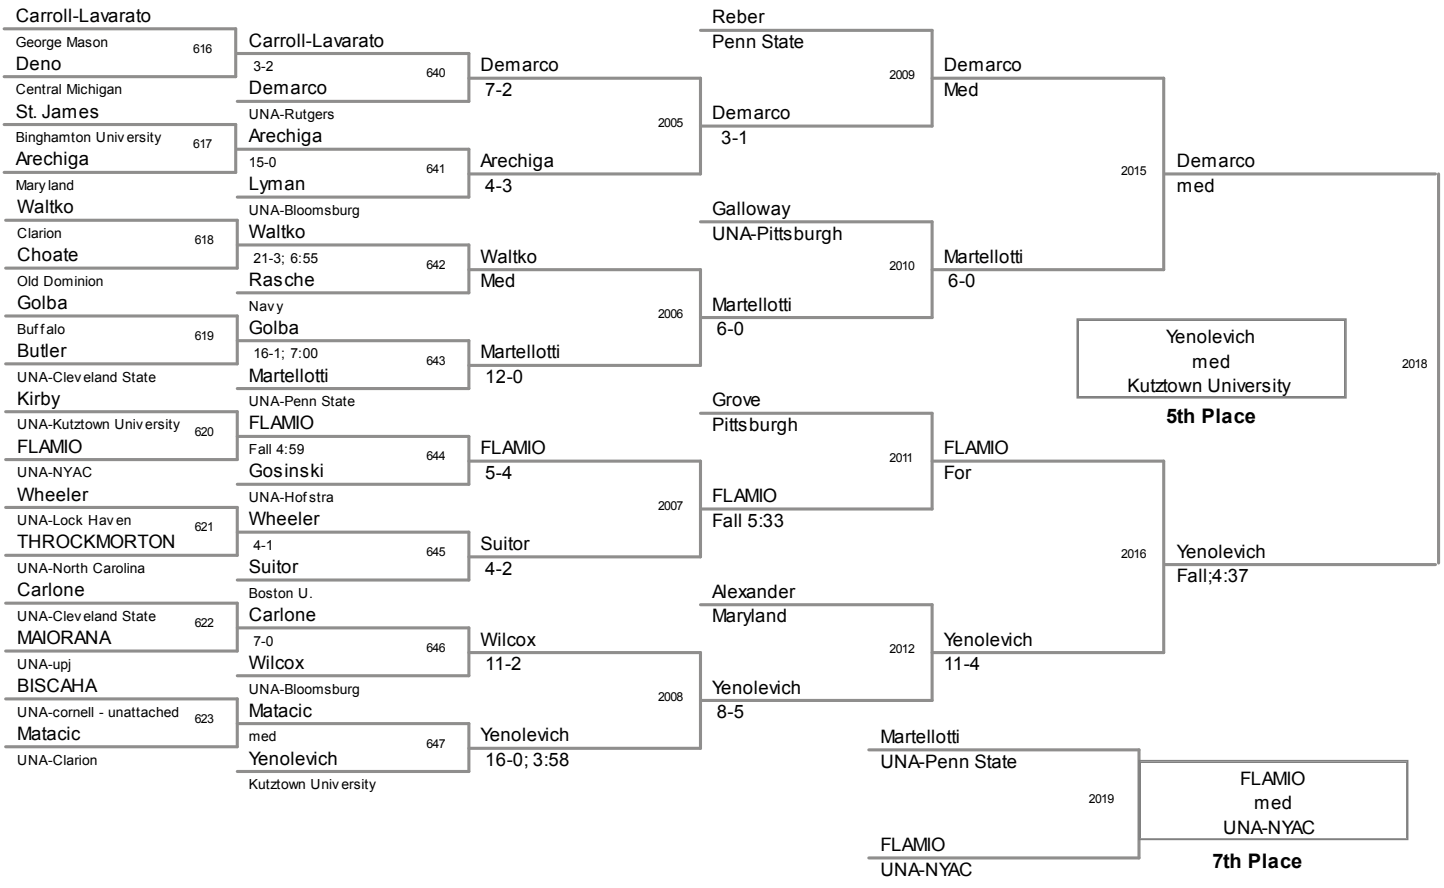 Carroll-Lavarato
George Mason
616
Deno
Central Michigan
St. James
Binghamton University
617
Arechiga
Maryland
Waltko
Clarion
618
Choate
Old Dominion
Golba
Buffalo
619
Butler
UNA-Cleveland State
Kirby
UNA-Kutztown University
620
FLAMIO
UNA-NYAC
Wheeler
UNA-Lock Haven
621
THROCKMORTON
UNA-North Carolina
Carlone
UNA-Cleveland State
622
MAIORANA
UNA-upj
BISCAHA
UNA-cornell - unattached
623
Matacic
UNA-Clarion
Carroll-Lavarato
3-2
640
Demarco
UNA-Rutgers
Arechiga
15-0
641
Lyman
UNA-Bloomsburg
Waltko
21-3; 6:55
642
Rasche
Navy
Golba
16-1; 7:00
643
Martellotti
UNA-Penn State
FLAMIO
Fall 4:59
644
Gosinski
UNA-Hofstra
Wheeler
4-1
645
Suitor
Boston U.
Carlone
7-0
646
Wilcox
UNA-Bloomsburg
Matacic
med
647
Yenolevich
Kutztown University
Demarco
7-2
2005
Arechiga
4-3
Waltko
Med
2006
Martellotti
12-0
FLAMIO
5-4
2007
Suitor
4-2
Wilcox
11-2
2008
Yenolevich
16-0; 3:58
Reber
Penn State
2009
Demarco
3-1
Galloway
UNA-Pittsburgh
2010
Martellotti
6-0
Grove
Pittsburgh
2011
FLAMIO
Fall 5:33
Alexander
Maryland
2012
Yenolevich
8-5
Demarco
Med
2015
Martellotti
6-0
FLAMIO
For
2016
Yenolevich
11-4
Demarco
med
2018
Yenolevich
Fall;4:37
Yenolevich
med
Kutztown University
5th Place
Martellotti
UNA-Penn State
2019
FLAMIO
UNA-NYAC
FLAMIO
med
UNA-NYAC
7th Place